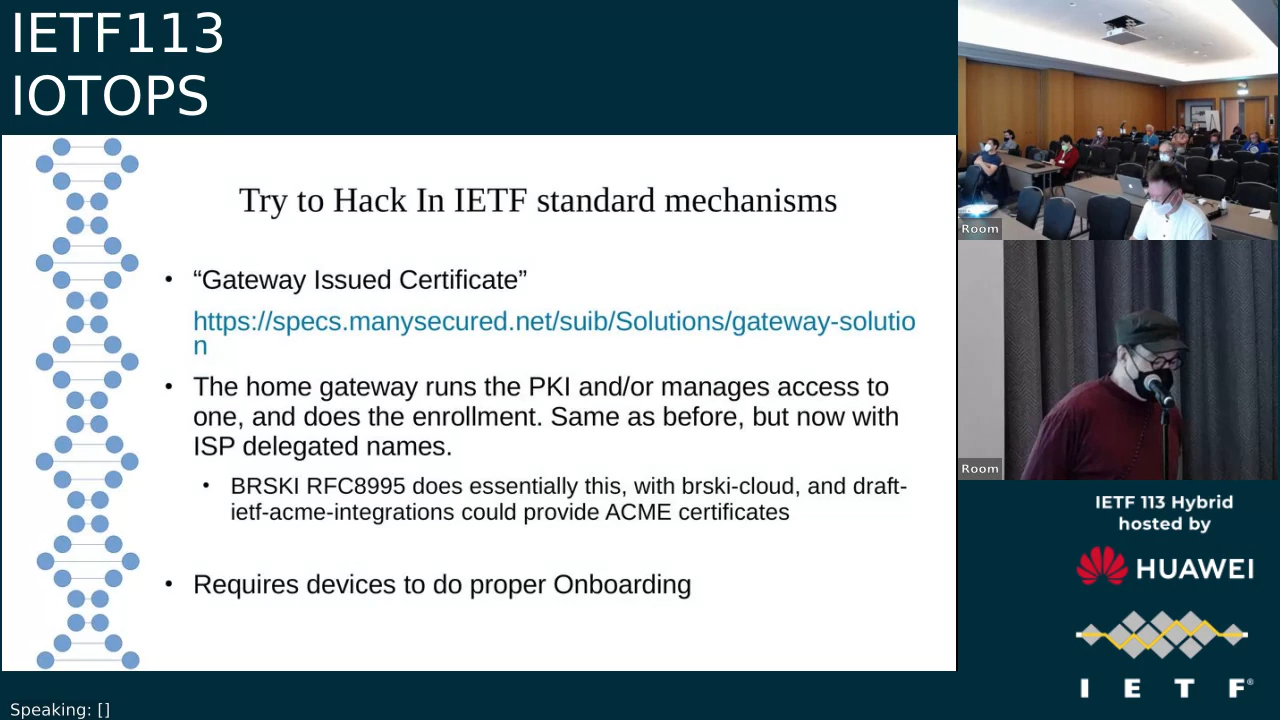 IETF113
IOTOPS
Try to Hack In IETF standard mechanisms
• “Gateway Issued Certificate”
https://specs.manysecured.net/suib/Solutions/gateway-solutio
n
• The home gateway runs the PKI and/or manages access to
one, and does the enrollment. Same as before, but now with
ISP delegated names.
• BRSKI RFC8995 does essentially this, with brski-cloud, and draft-
ietf-acme-integrations could provide ACME certificates
• Requires devices to do proper Onboarding
Room
Room
IETF 113 Hybrid
hosted by
HUAWEI
I E T F®
Speaking: []